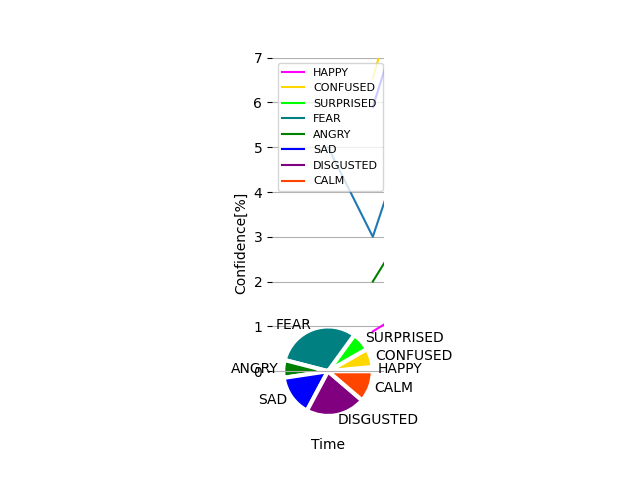 7
6
5
4
3
2
1
0
Confidence[%]
HAPPY
CONFUSED
SURPRISED
FEAR
ANGRY
SAD
DISGUSTED
CALM
FEAR
SURPRISED
CONFUSED
ANGRY
HAPPY
CALM
SAD
DISGUSTED
Time